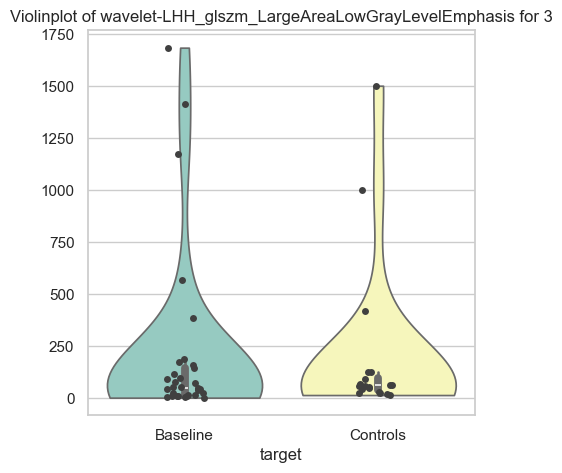 Violinplot of wavelet-LHH_glszm_LargeAreaLowGrayLevelEmphasis for 3
1750
1500
1250
1000
750
500
250
0
Baseline Controls
target